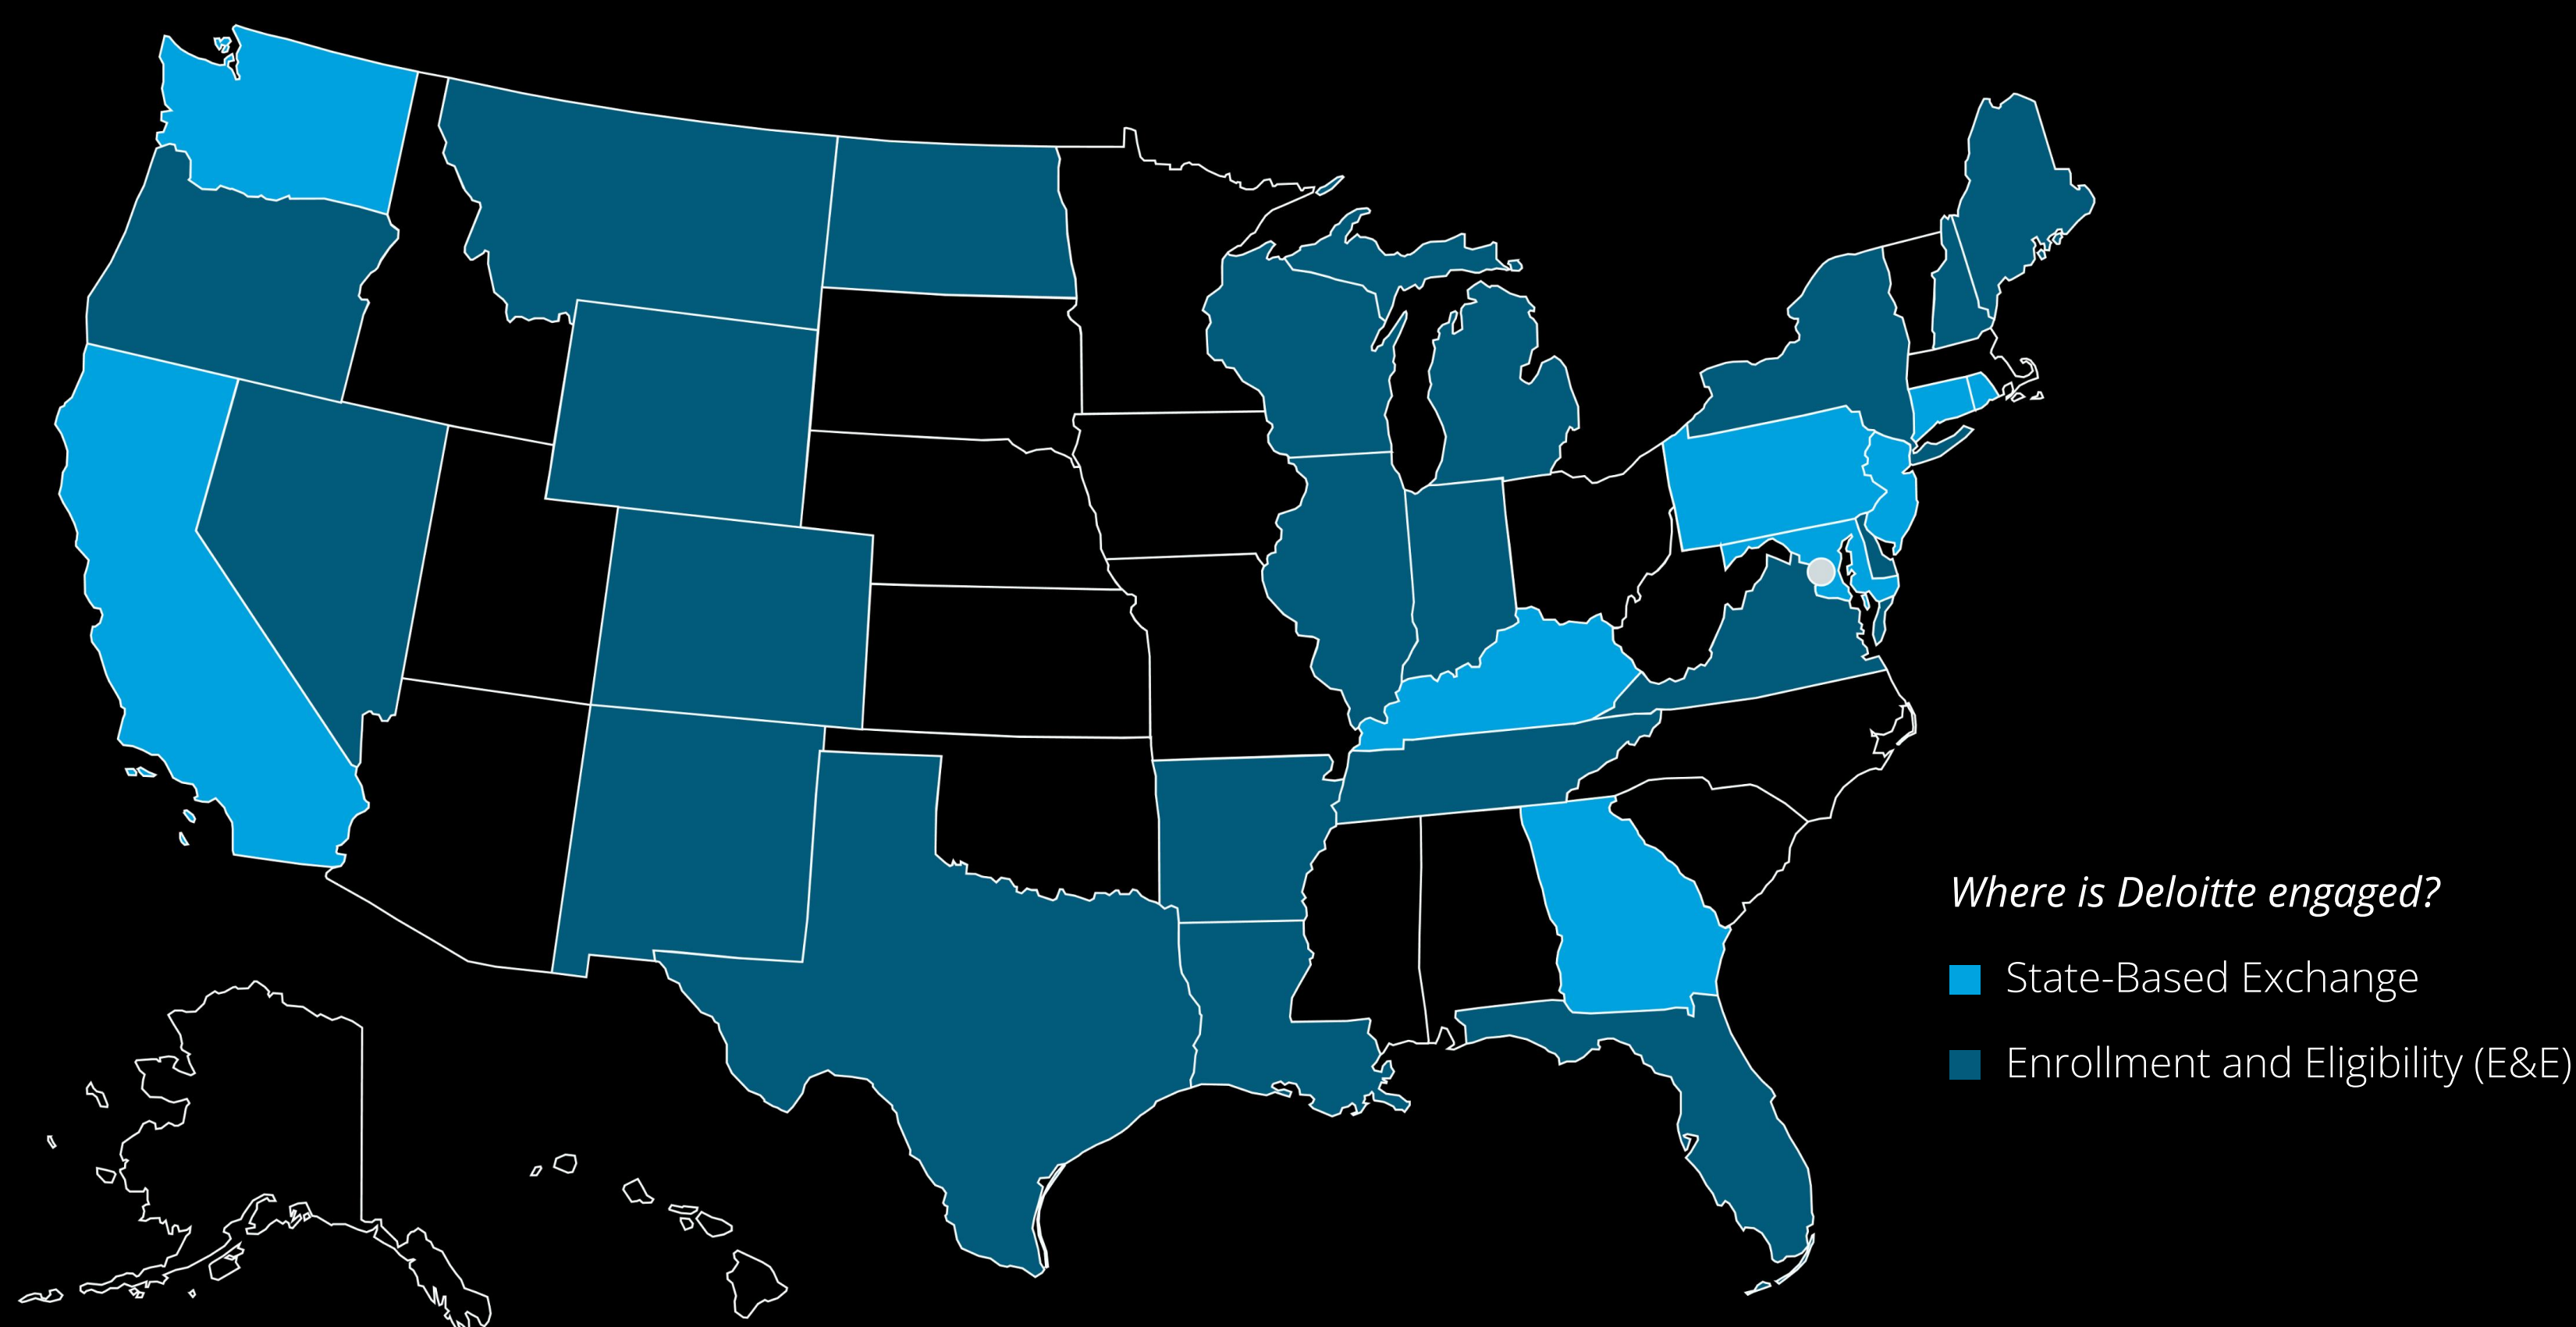 Where is Deloitte engaged?
State-Based Exchange
Enrollment and Eligibility (E&E)